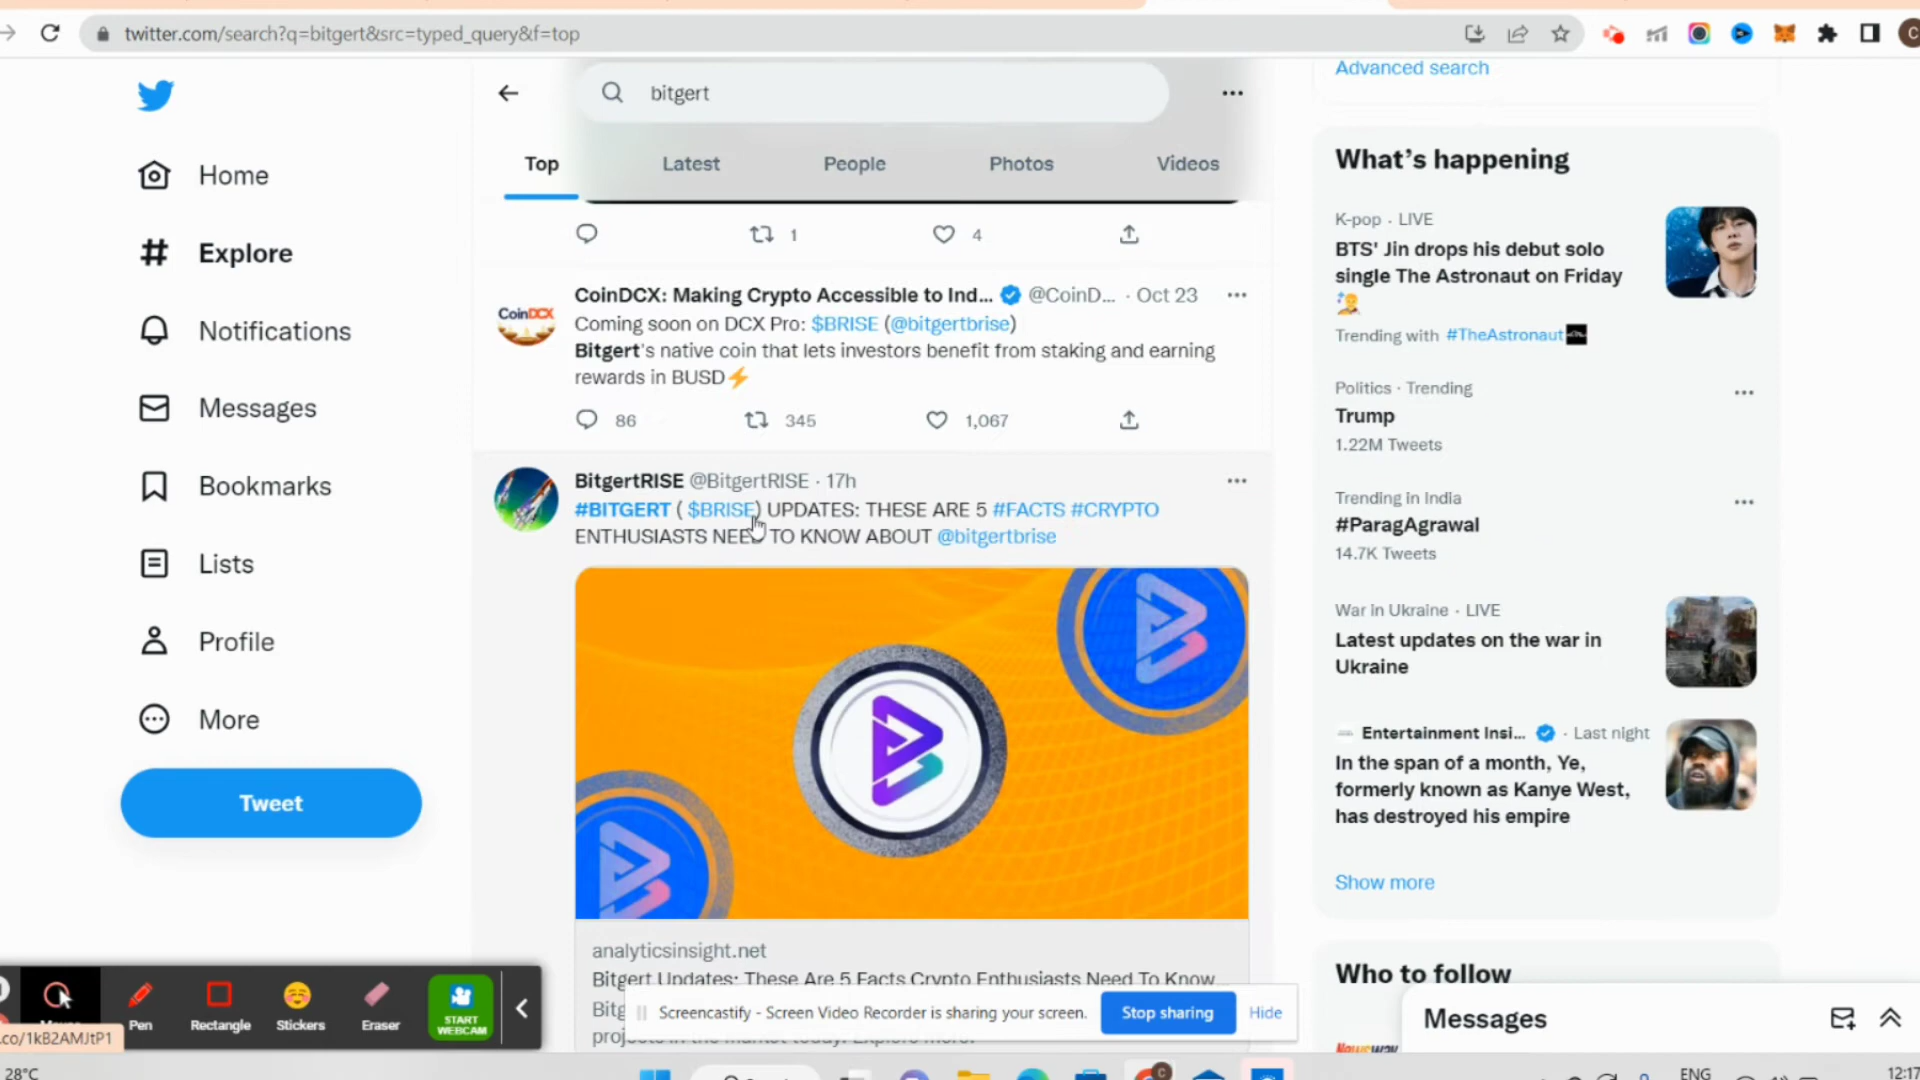 twitter.com/search?q=bitgert&src=typed_query&f=top
bitgert
Top
Latest
People
Photos
Videos
Home
Explore
Notifications
Messages
Bookmarks
Lists
Profile
More
Tweet
1
4
CoinDCX: Making Crypto Accessible to Ind... @CoinD... · Oct 23
Coming soon on DCX Pro: $BRISE (@bitgertbrise)
Bitgert's native coin that lets investors benefit from staking and earning
rewards in BUSD⚡
86
345
1,067
BitgertRISE @BitgertRISE · 17h
#BITGERT ( $BRISE) UPDATES: THESE ARE 5 #FACTS #CRYPTO
ENTHUSIASTS NEED TO KNOW ABOUT @bitgertbrise
analyticsinsight.net
Bitgert Updates: These Are 5 Facts Crypto Enthusiasts Need To Know...
Advanced search
What's happening
K-pop · LIVE
BTS' Jin drops his debut solo
single The Astronaut on Friday
Trending with #TheAstronaut
Politics · Trending
Trump
1.22M Tweets
Trending in India
#ParagAgrawal
14.7K Tweets
War in Ukraine · LIVE
Latest updates on the war in
Ukraine
Entertainment Insi... · Last night
In the span of a month, Ye,
formerly known as Kanye West,
has destroyed his empire
Show more
Who to follow
Messages
Screencastify - Screen Video Recorder is sharing your screen.
Stop sharing
Hide
Pen
Rectangle
Stickers
Eraser
START
WEBCAM
.co/1kB2AMJtP1
CoinDCX
28°C
ENG
12:17